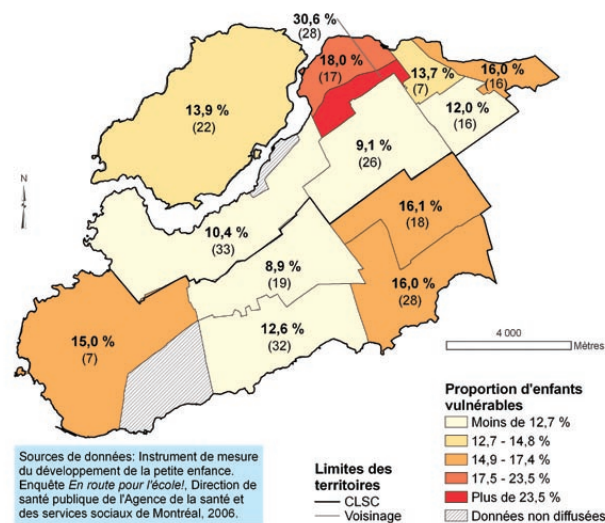 30,6 %
(28)
18,0 %
(17)
13,7 %
(7)
16,0 %
(16)
13,9 %
(22)
12,0 %
(16)
9,1 %
(26)
N
16,1 %
(18)
10,4 %
(33)
8,9 %
(19)
16,0 %
(28)
15,0 %
(7)
12,6 %
(32)
4 000
Mètres
Proportion d'enfants
vulnérables
Moins de 12,7 %
12,7 - 14,8 %
14,9 - 17,4 %
17,5 - 23,5 %
Plus de 23,5 %
Données non diffusées
Limites des
territoires
CLSC
Voisinage
Sources de données: Instrument de mesure
du développement de la petite enfance.
Enquête En route pour l'école!, Direction de
santé publique de l'Agence de la santé et
des services sociaux de Montréal, 2006.